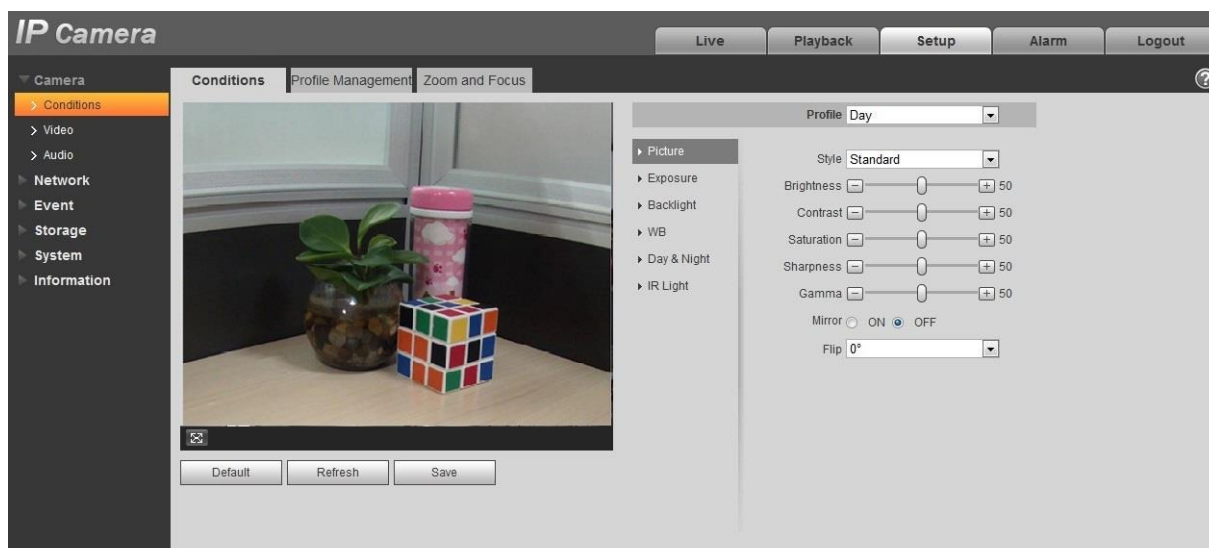 IP Camera
Live
Playback
Setup
Alarm
Logout
Camera
Conditions
Video
Audio
Network
Event
Storage
System
Information
Conditions
Profile Management
Zoom and Focus
?
Profile Day
Picture
Exposure
Backlight
WB
Day & Night
IR Light
Style Standard
Brightness - + 50
Contrast - + 50
Saturation - + 50
Sharpness - + 50
Gamma - + 50
Mirror ON OFF
Flip 0°
Default
Refresh
Save